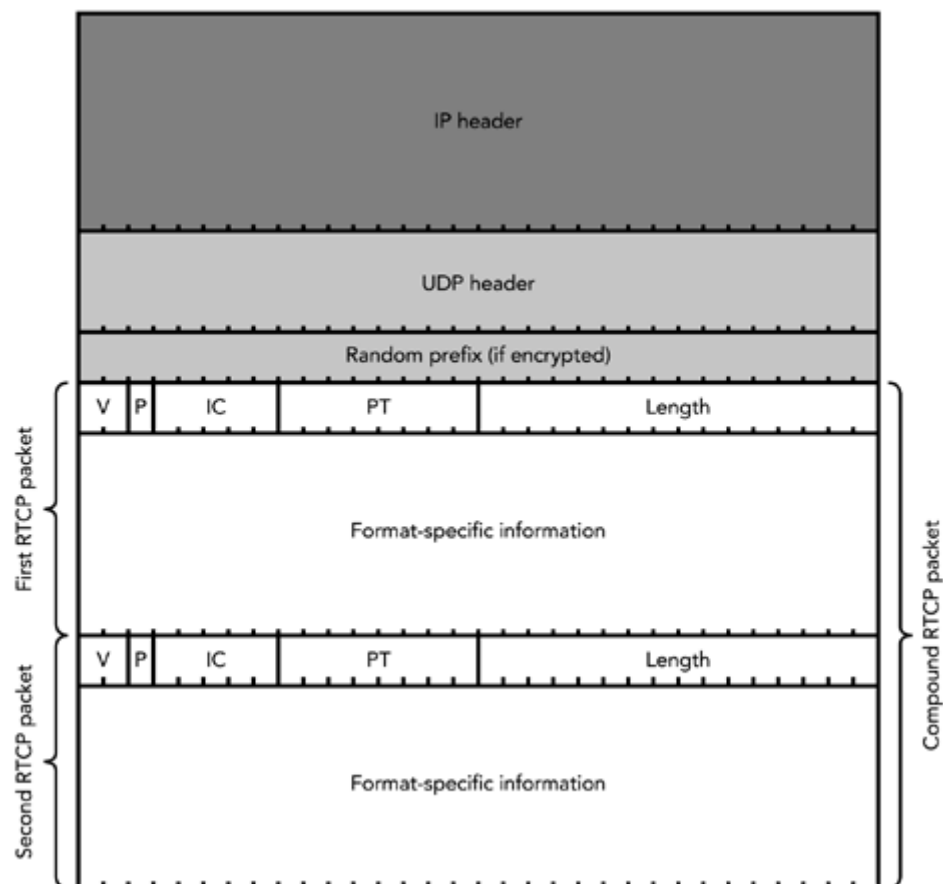 IP header
UDP header
Random prefix (if encrypted)
V P IC PT Length
First RTCP packet
Format-specific information
Compound RTCP packet
V P IC PT Length
Second RTCP packet
Format-specific information